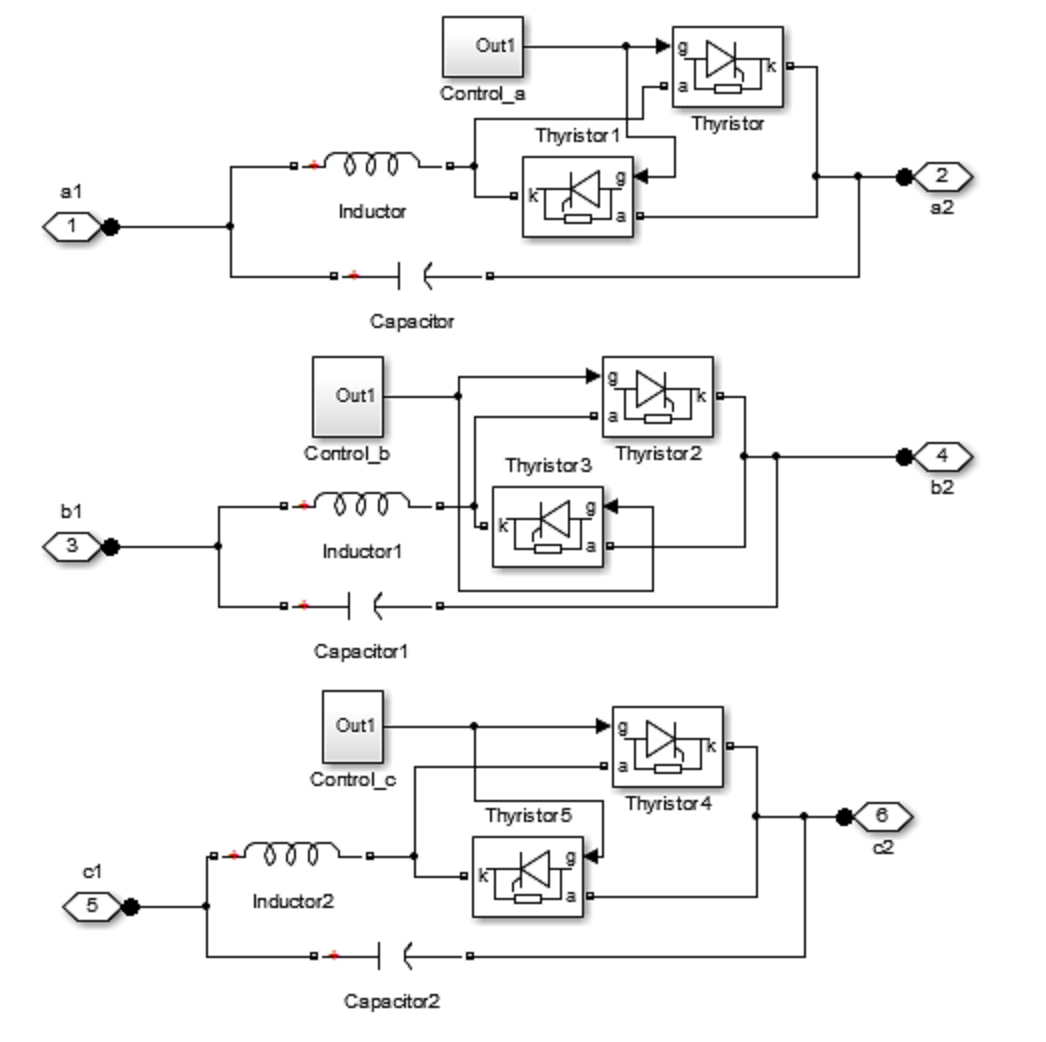 Out1
Control_a
g
a
k
Thyristor
Thyristor1
g
k
a
Inductor
a1
1
2
a2
Capacitor
Out1
Control_b
g
a
k
Thyristor2
Thyristor3
g
k
a
Inductor1
b1
3
4
b2
Capacitor1
Out1
Control_c
g
a
k
Thyristor4
Thyristor5
g
k
a
Inductor2
c1
5
6
c2
Capacitor2